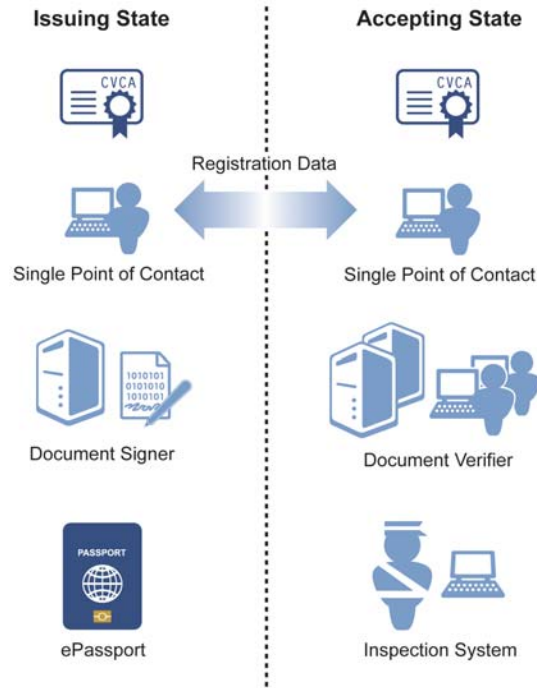 Issuing State
Accepting State
CVCA
CVCA
Registration Data
Single Point of Contact
Single Point of Contact
1010101
0101010
1010101
Document Signer
Document Verifier
PASSPORT
ePassport
Inspection System